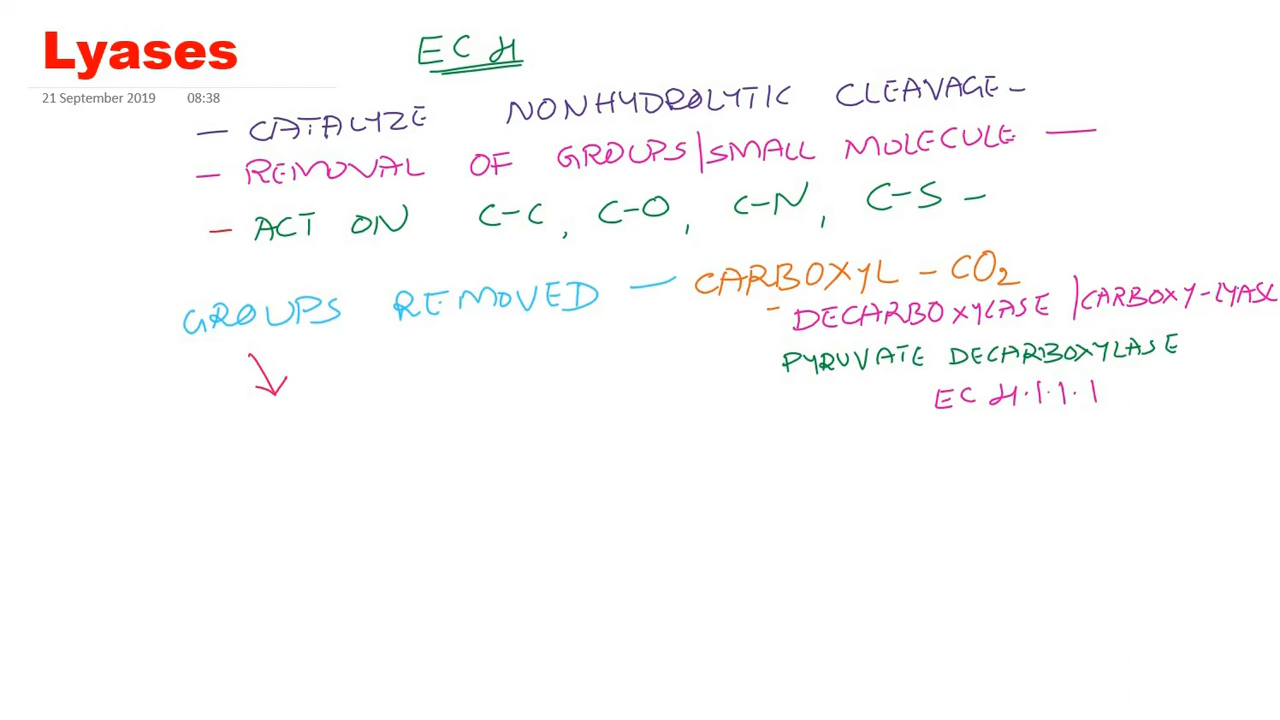 Lyases
EC 4
21 September 2019 08:38
- CATALYZE NONHYDROLYTIC CLEAVAGE -
- REMOVAL OF GROUPS/SMALL MOLECULE -
- ACT ON C-C, C-O, C-N, C-S -
GROUPS REMOVED - CARBOXYL - CO2
- DECARBOXYLASE / CARBOXY-LYASE
PYRUVATE DECARBOXYLASE
EC 4.1.1.1